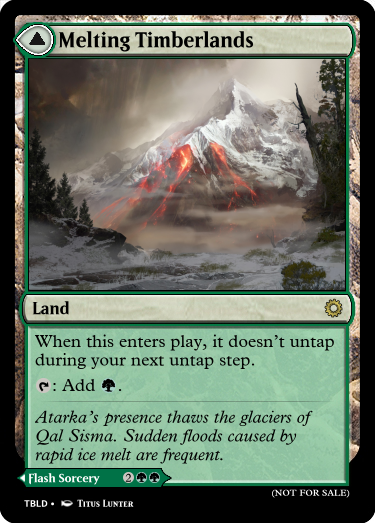 Melting Timberlands
Land
When this enters play, it doesn't untap
during your next untap step.
: Add .
Atarka's presence thaws the glaciers of
Qal Sisma. Sudden floods caused by
rapid ice melt are frequent.
Flash Sorcery 2
(NOT FOR SALE)
TBLD • Titus Lunter